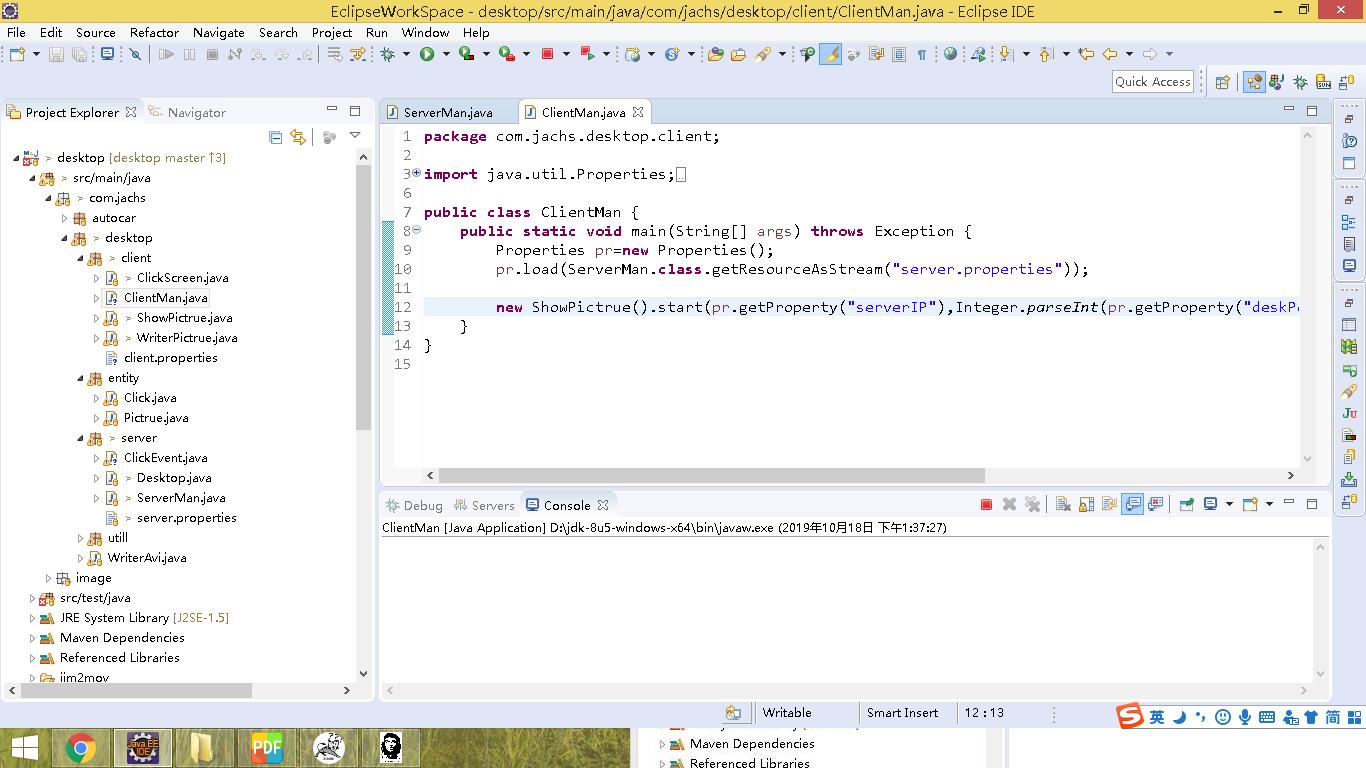 EclipseWorkSpace - desktop/src/main/java/com/jachs/desktop/client/ClientMan.java - Eclipse IDE
File Edit Source Refactor Navigate Search Project Run Window Help
Quick Access
Project Explorer
Navigator
> desktop [desktop master ↑3]
> src/main/java
> com.jachs
autocar
> desktop
> client
> ClickScreen.java
ClientMan.java
> ShowPictrue.java
> WriterPictrue.java
client.properties
entity
Click.java
Pictrue.java
> server
ClickEvent.java
> Desktop.java
> ServerMan.java
> server.properties
utill
WriterAvi.java
image
src/test/java
JRE System Library [J2SE-1.5]
Maven Dependencies
Referenced Libraries
jim2mov
ServerMan.java
ClientMan.java
1 package com.jachs.desktop.client;
2
3 import java.util.Properties;
6
7 public class ClientMan {
8 public static void main(String[] args) throws Exception {
9 Properties pr=new Properties();
10 pr.load(ServerMan.class.getResourceAsStream("server.properties"));
11
12 new ShowPictrue().start(pr.getProperty("serverIP"),Integer.parseInt(pr.getProperty("deskP
13 }
14 }
15
Debug
Servers
Console
ClientMan [Java Application] D:\jdk-8u5-windows-x64\bin\javaw.exe (2019年10月18日 下午1:37:27)
Ju
Writable
Smart Insert
12 : 13
英
简
Java EE
IDE
PDF
Maven Dependencies
Referenced Libraries